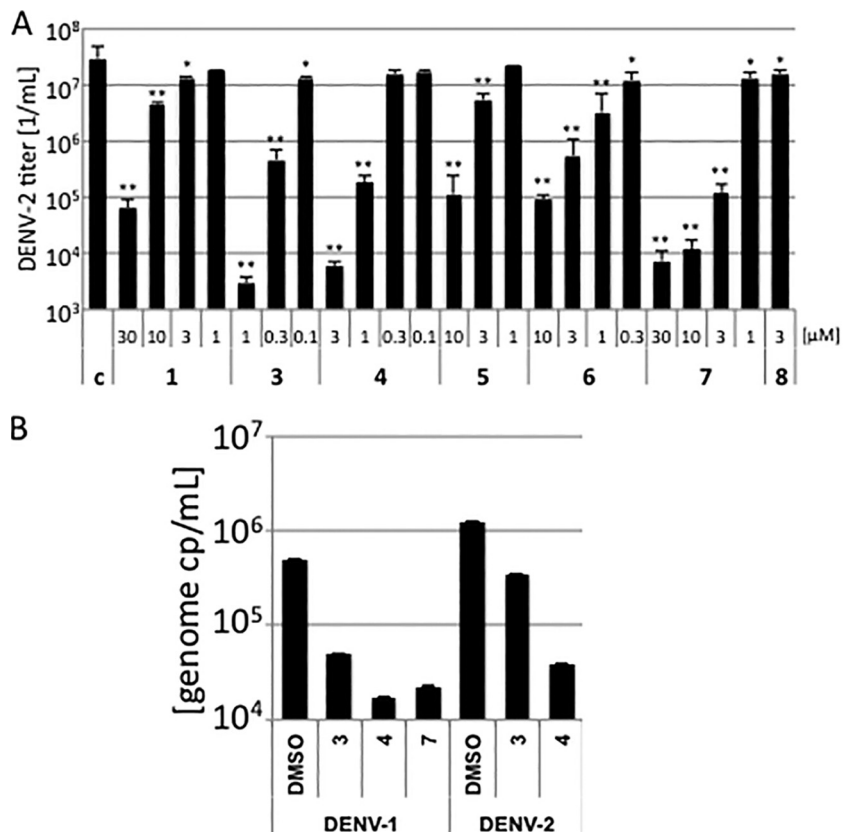 A
DENV-2 titer [1/mL]
10⁸
10⁷
10⁶
10⁵
10⁴
10³
** ** * ** ** * ** ** ** ** ** ** ** * ** ** ** * *
30 10 3 1 1 0.3 0.1 3 1 0.3 0.1 10 3 1 10 3 1 0.3 30 10 3 1 3 [µM]
c 1 3 4 5 6 7 8
B
[genome cp/mL]
10⁷
10⁶
10⁵
10⁴
DMSO 3 4 7 DMSO 3 4
DENV-1 DENV-2